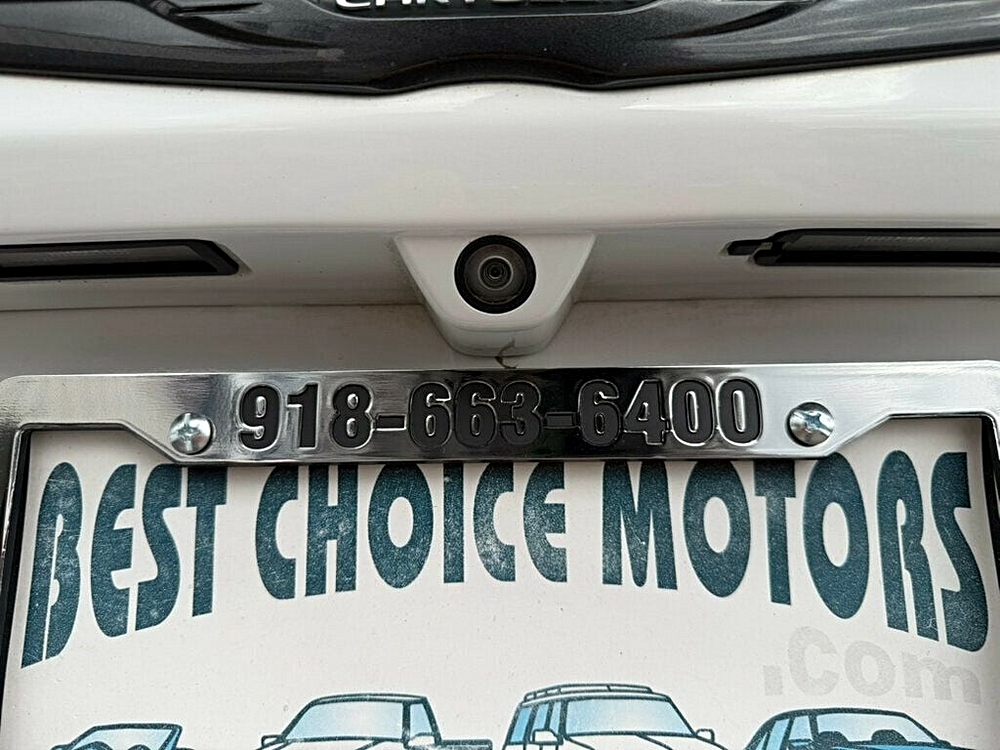 918-663-6400
BEST CHOICE MOTORS
.com